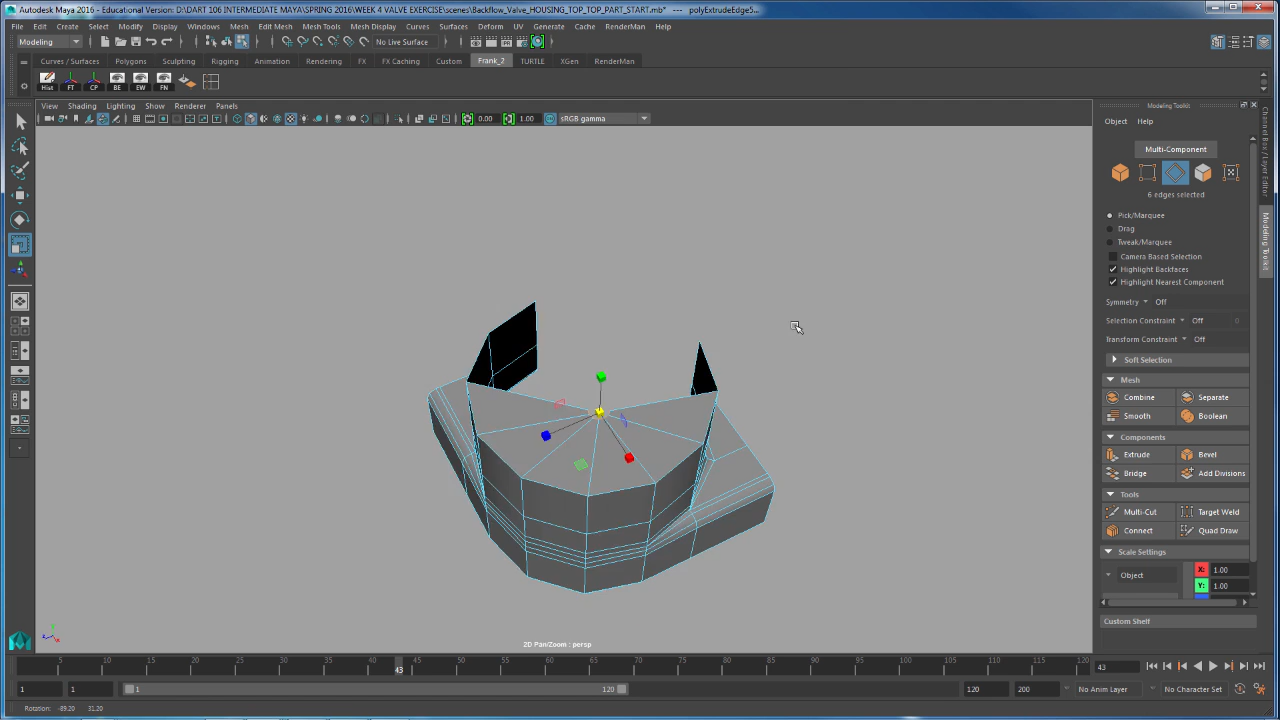 Autodesk Maya 2016 - Educational Version: D:\DART 106 INTERMEDIATE MAYA\SPRING 2016\WEEK 4 VALVE EXERCISE\scenes\Backflow_Valve_HOUSING_TOP_TOP_PART_START.mb* --- polyExtrudeEdge5...
File Edit Create Select Modify Display Windows Mesh Edit Mesh Mesh Tools Mesh Display Curves Surfaces Deform UV Generate Cache RenderMan Help
Modeling No Live Surface
Curves / Surfaces Polygons Sculpting Rigging Animation Rendering FX FX Caching Custom Frank_2 TURTLE XGen RenderMan
Hist FT CP BE EW FN
View Shading Lighting Show Renderer Panels
0.00 1.00 sRGB gamma
Modeling Toolkit
Object Help
Multi-Component
6 edges selected
Pick/Marquee
Drag
Tweak/Marquee
Camera Based Selection
Highlight Backfaces
Highlight Nearest Component
Symmetry Off
Selection Constraint Off 0
Transform Constraint Off
Soft Selection
Mesh
Combine Separate
Smooth Boolean
Components
Extrude Bevel
Bridge Add Divisions
Tools
Multi-Cut Target Weld
Connect Quad Draw
Scale Settings
Object X: 1.00
Y: 1.00
Custom Shelf
Channel Box / Layer Editor
Modeling Toolkit
2D Pan/Zoom : persp
5 10 15 20 25 30 35 40 43 45 50 55 60 65 70 75 80 85 90 95 100 105 110 115 120 43
1 1 1 120 120 200 No Anim Layer No Character Set
Rotation: -89.20 31.20